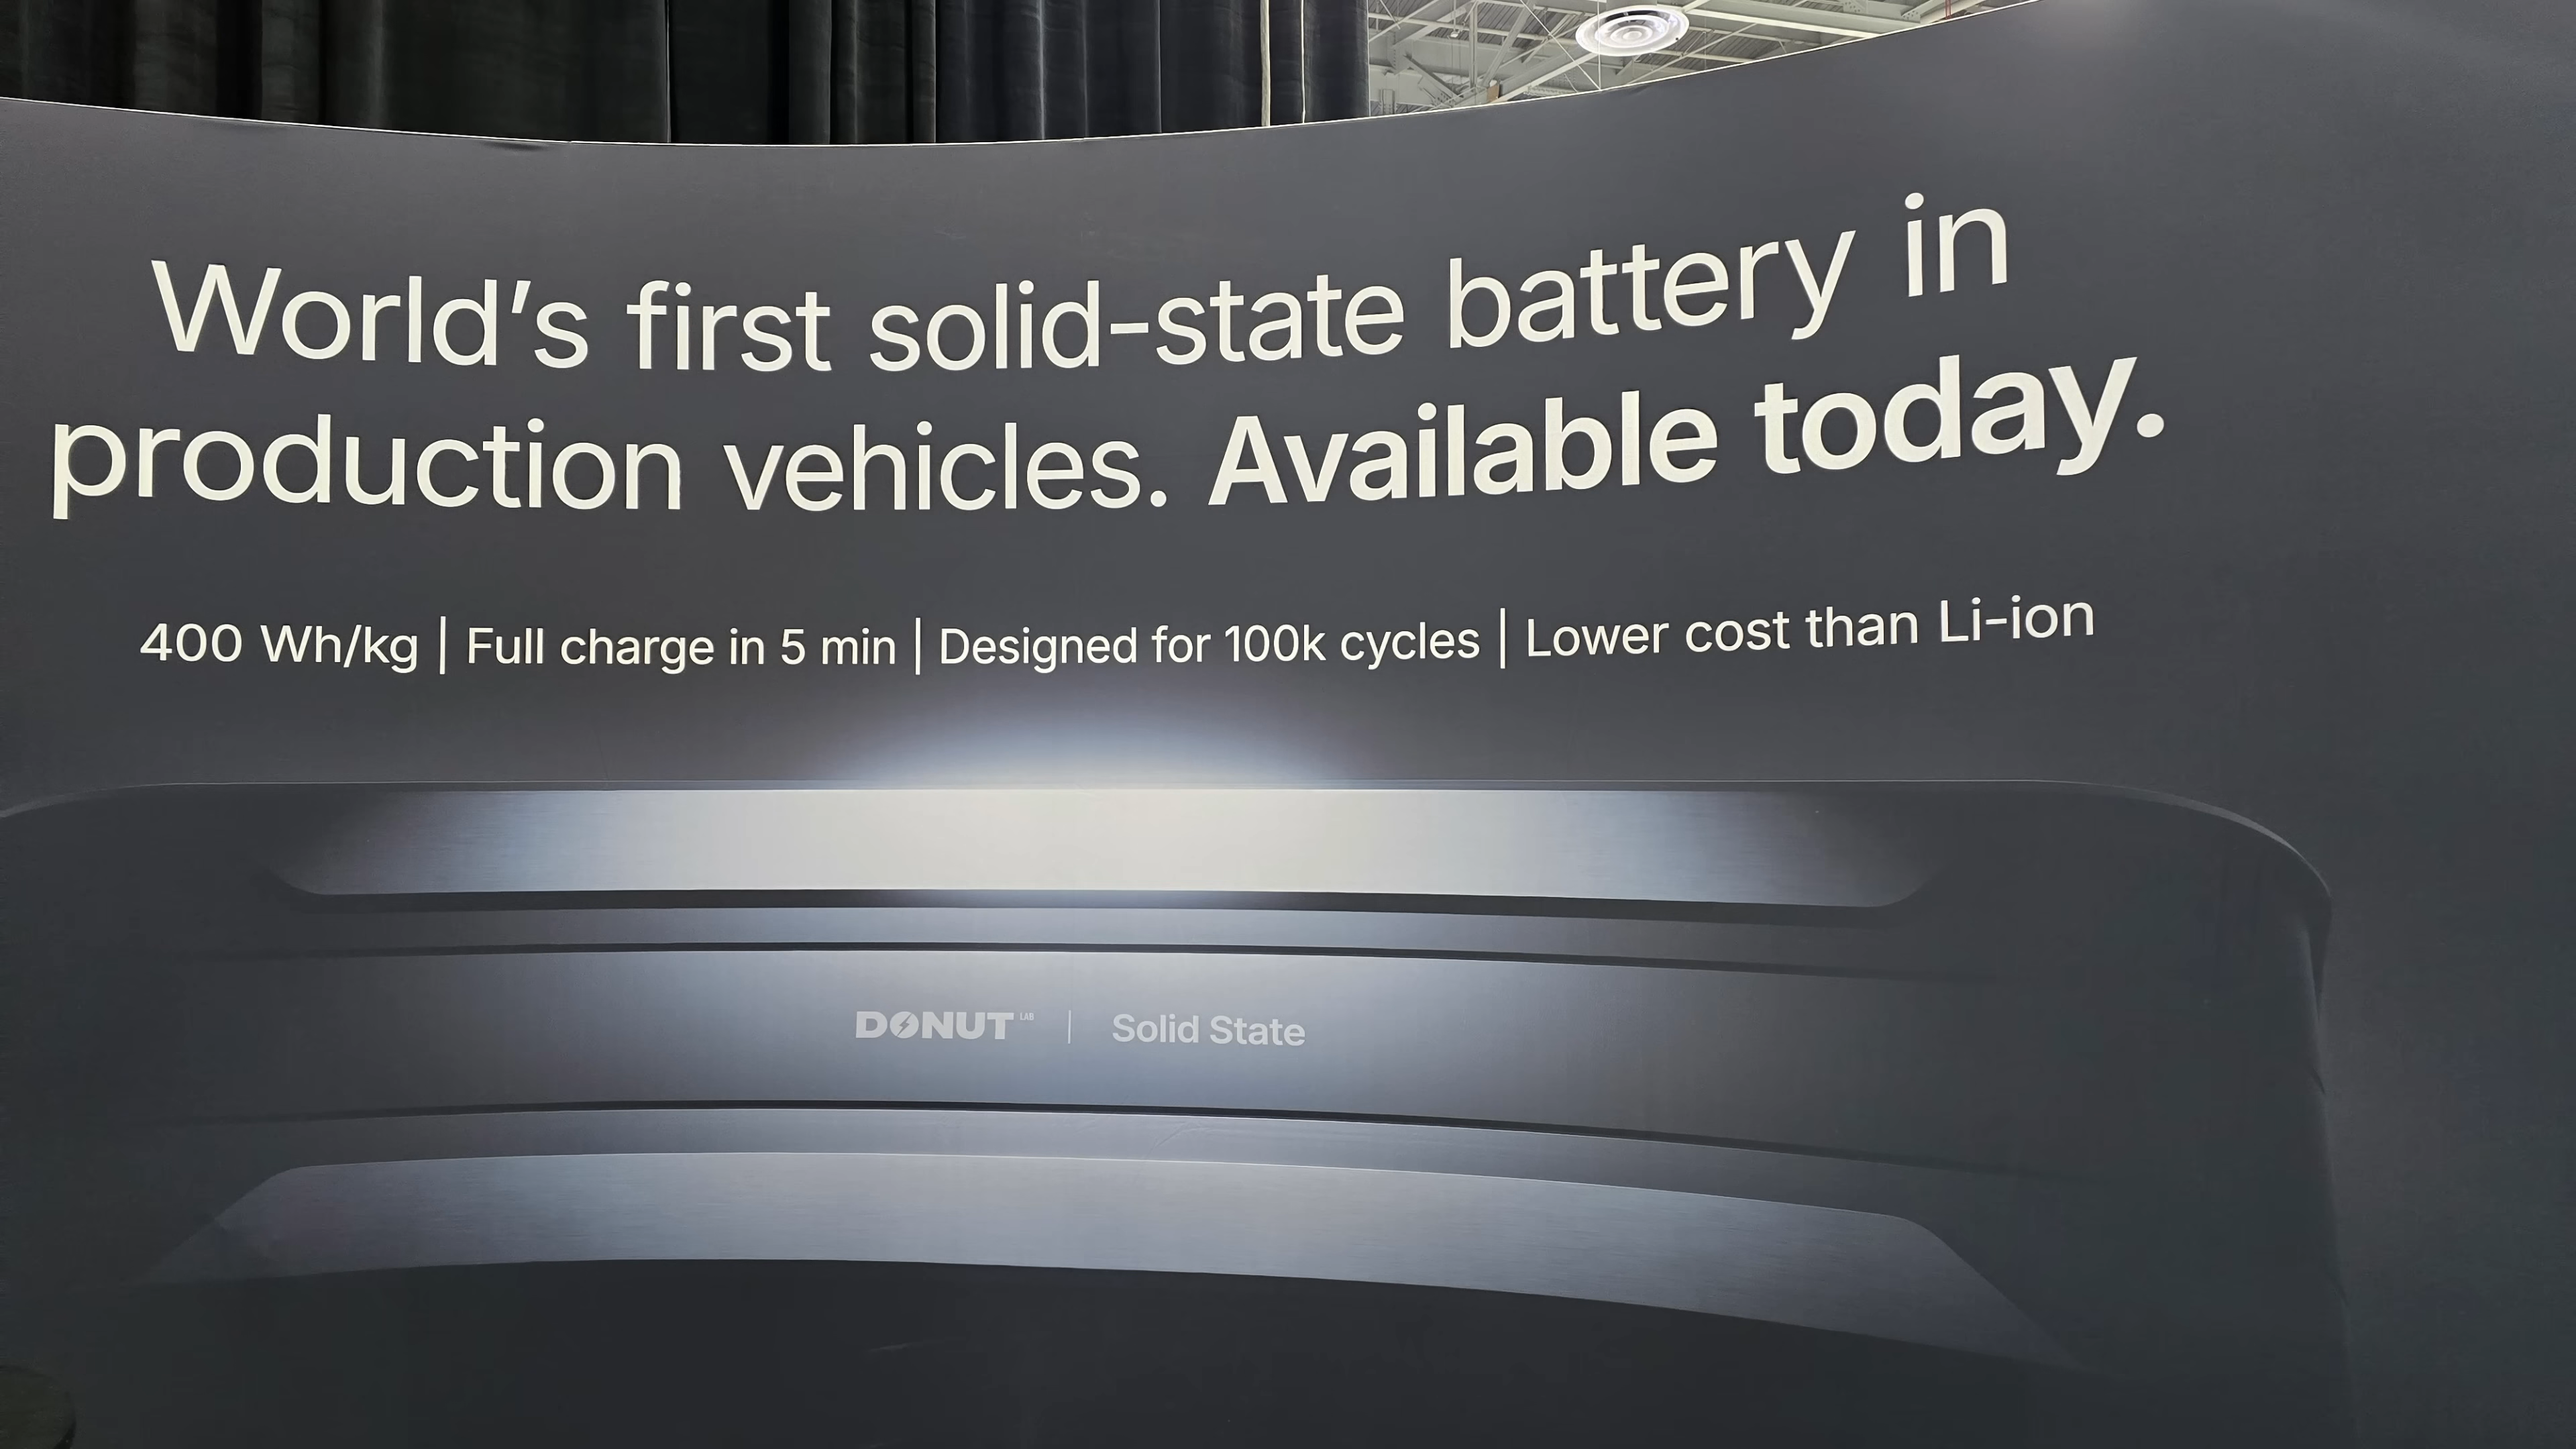 World’s first solid-state battery in
production vehicles. Available today.
400 Wh/kg | Full charge in 5 min | Designed for 100k cycles | Lower cost than Li-ion
DONUT LAB | Solid State